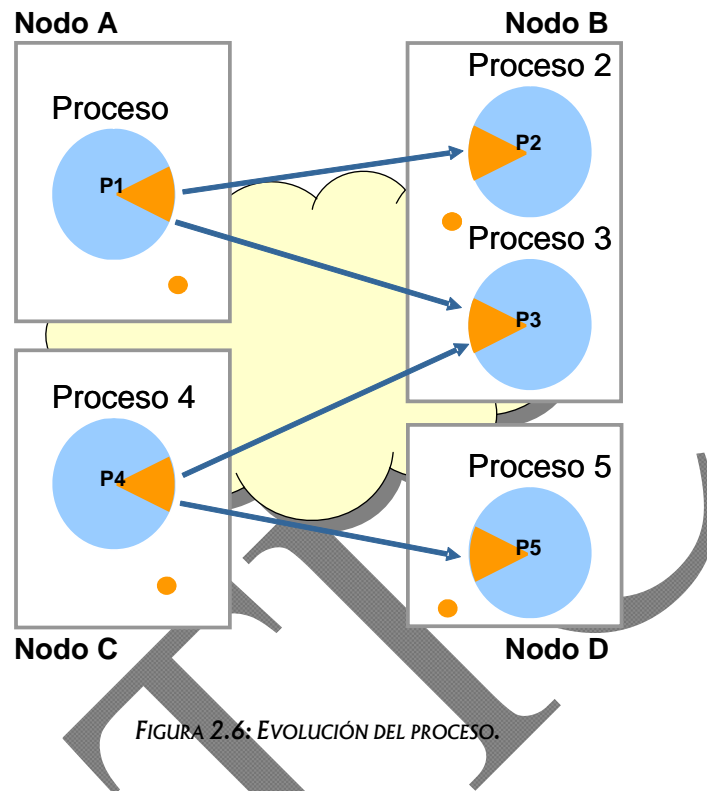 Nodo A
Proceso
P1
Nodo B
Proceso 2
P2
Proceso 3
P3
Proceso 4
P4
Nodo C
Proceso 5
P5
Nodo D
FIGURA 2.6: EVOLUCIÓN DEL PROCESO.